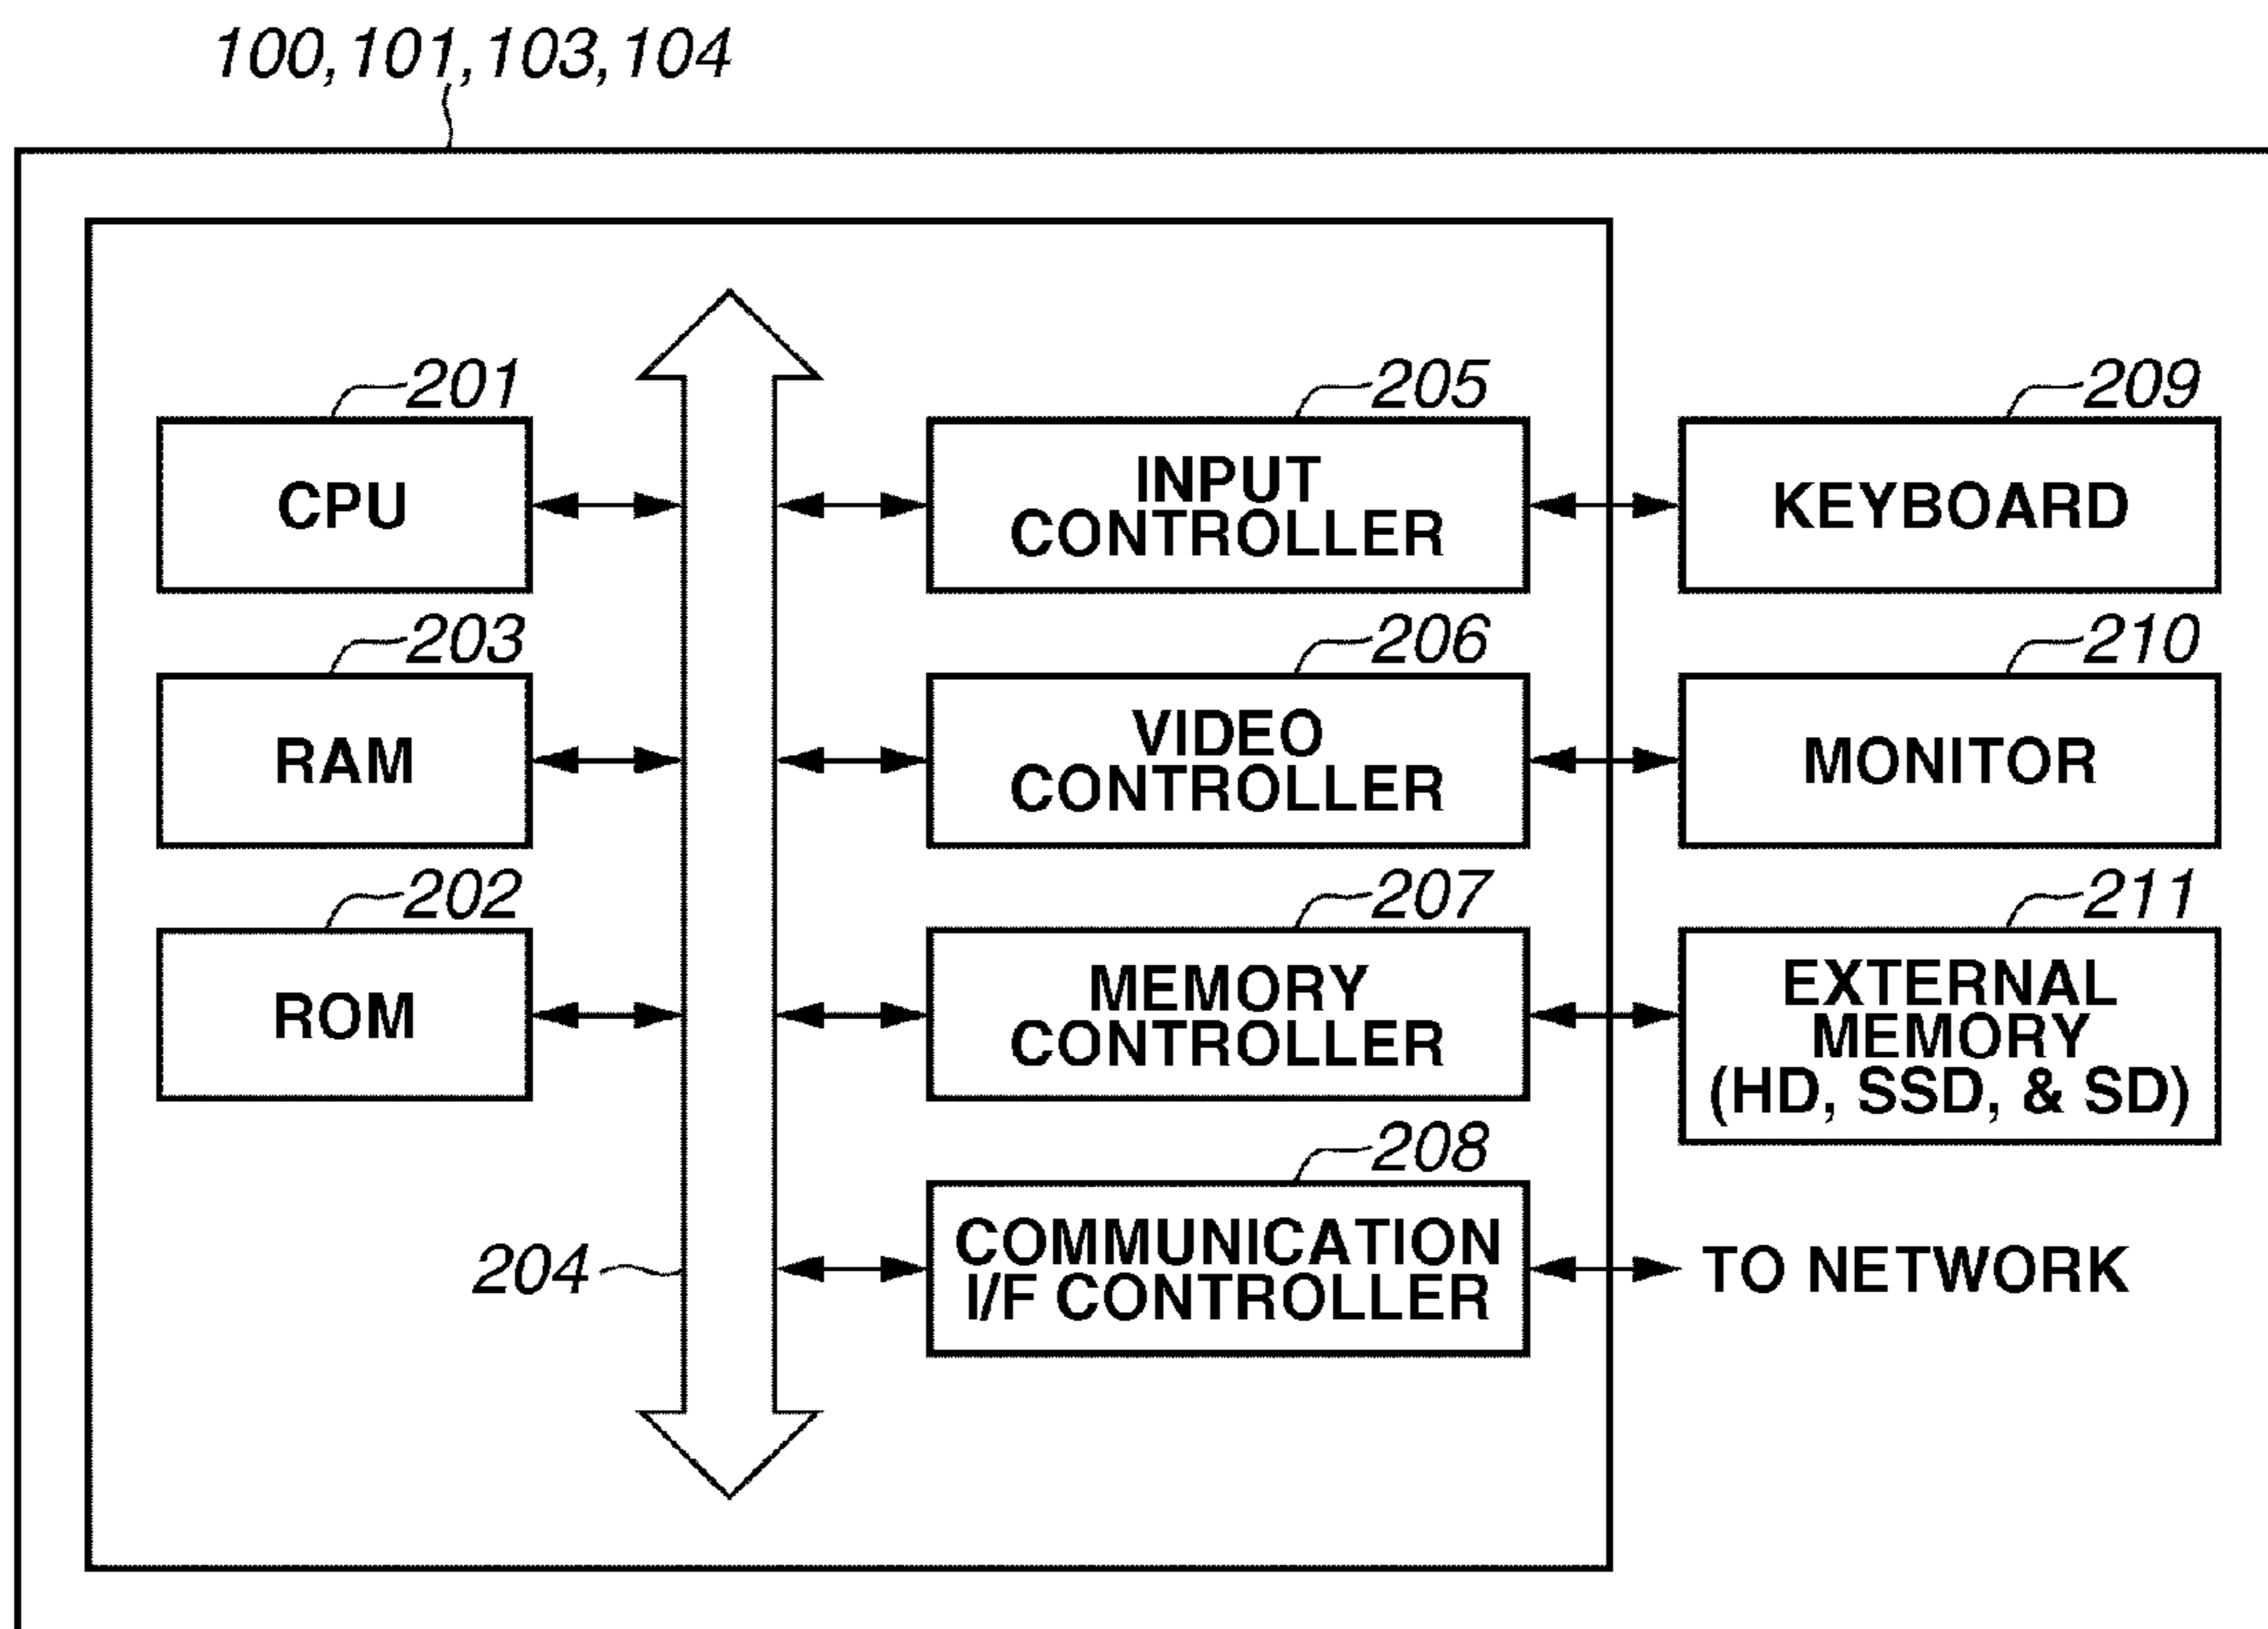 100, 101, 103, 104
201
205
209
CPU
INPUT
CONTROLLER
KEYBOARD
203
206
210
RAM
VIDEO
CONTROLLER
MONITOR
202
207
211
ROM
MEMORY
CONTROLLER
EXTERNAL
MEMORY
(HD, SSD, & SD)
208
204
COMMUNICATION
I/F CONTROLLER
TO NETWORK